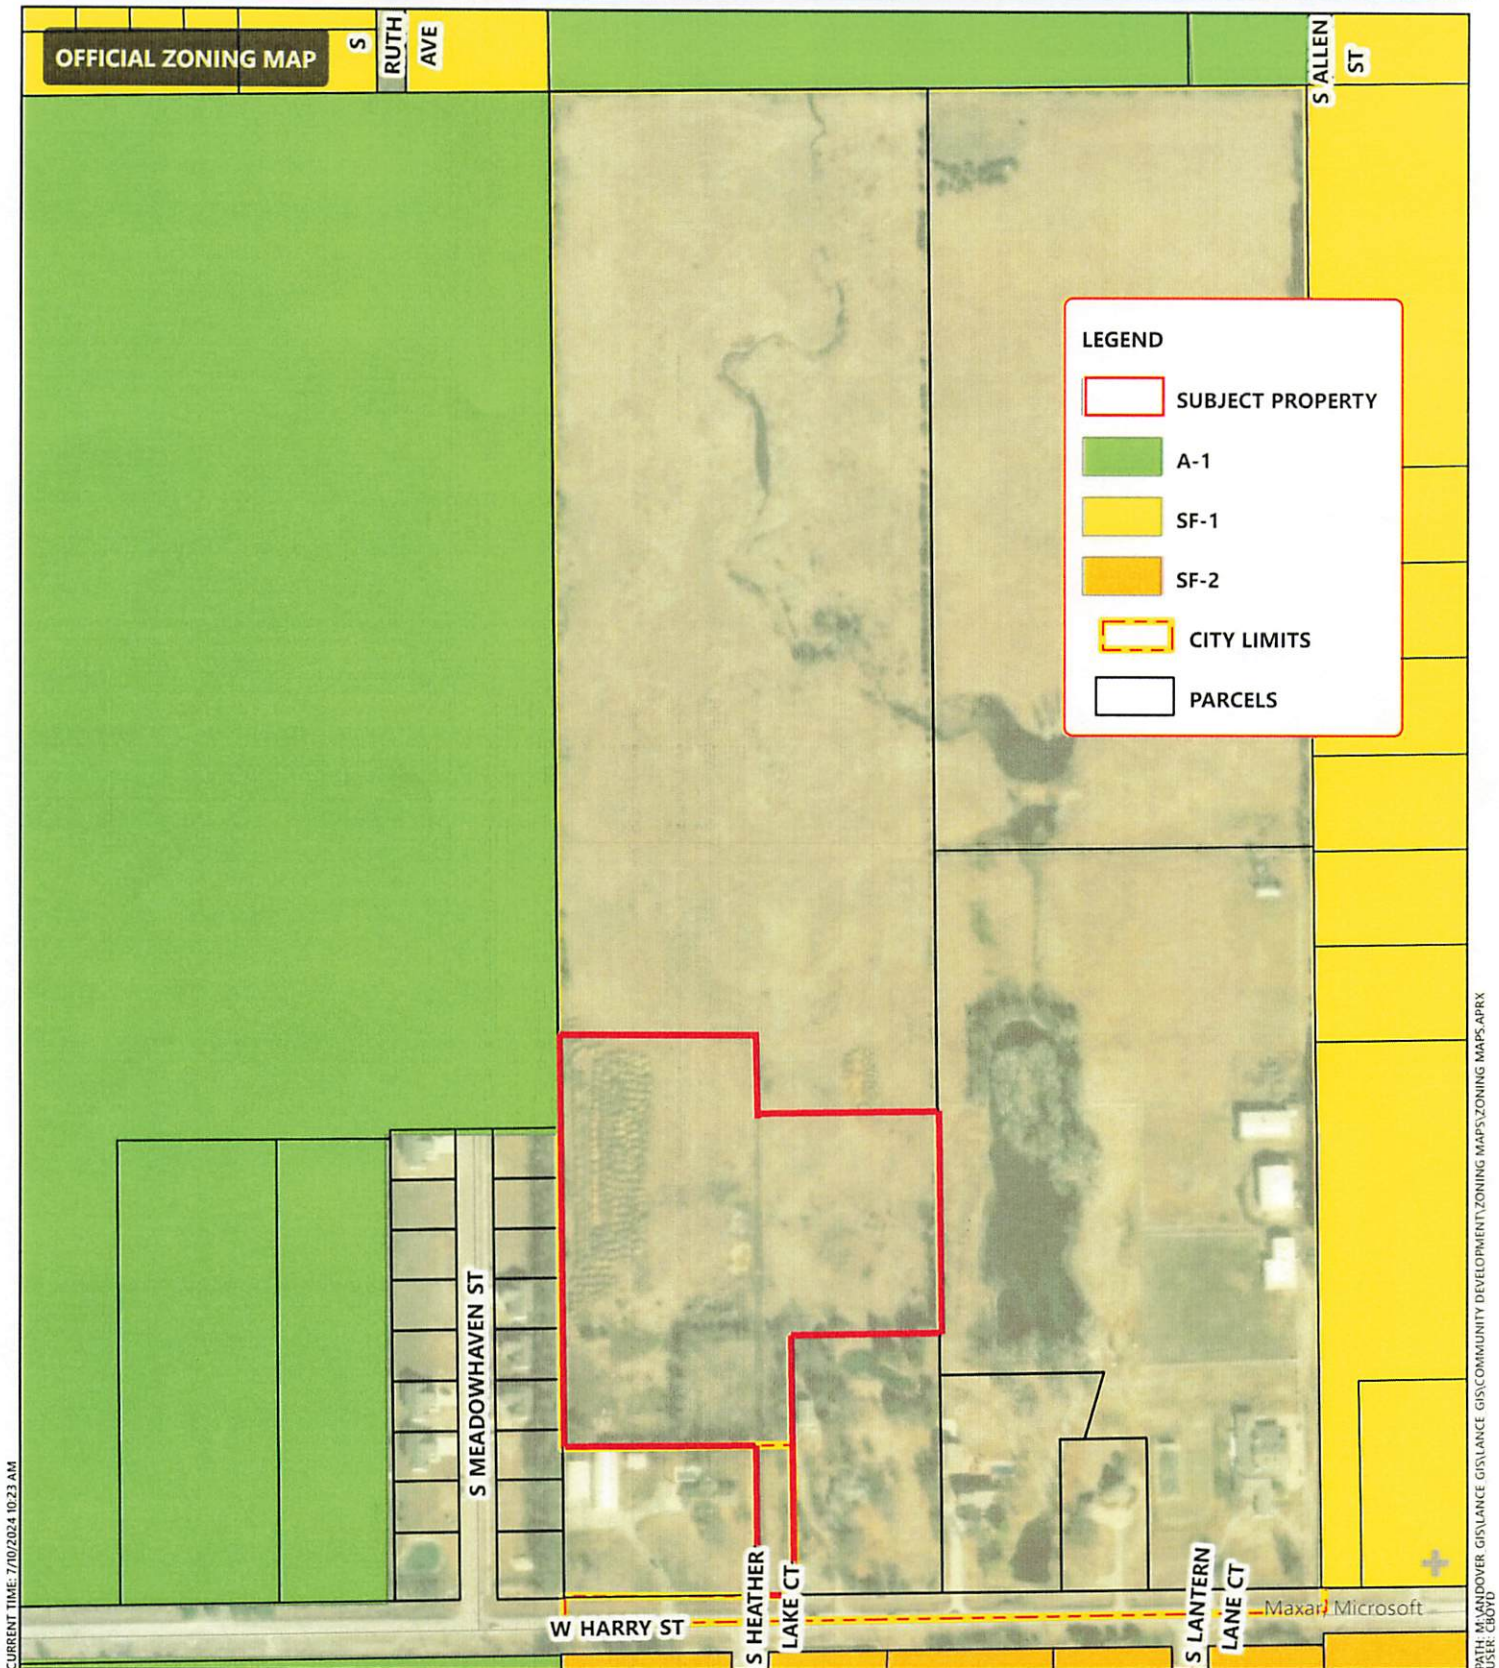 OFFICIAL ZONING MAP
S
RUTH
AVE
S ALLEN
ST
LEGEND
SUBJECT PROPERTY
A-1
SF-1
SF-2
CITY LIMITS
PARCELS
S MEADOWHAVEN ST
W HARRY ST
S HEATHER
LAKE CT
S LANTERN
LANE CT
Maxar, Microsoft
CURRENT TIME: 7/10/2024 10:23 AM
PATH: M:\ANDOVER GIS\LANCE GIS\LANCE GIS\COMMUNITY DEVELOPMENT\ZONING MAPS\ZONING MAPS.APRX
USER: CBOYD